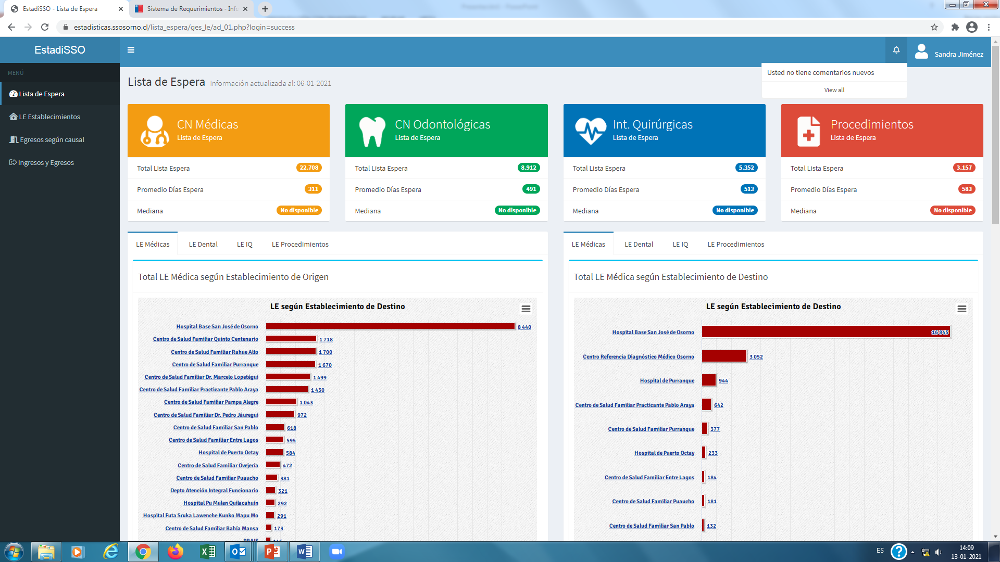 EstadiSSO - Lista de Espera
Sistema de Requerimientos - Info
estadisticas.ssosorno.cl/lista_espera/ges_le/ad_01.php?login=success
EstadiSSO
Sandra Jiménez
MENÚ
Lista de Espera
LE Establecimientos
Egresos según causal
Ingresos y Egresos
Usted no tiene comentarios nuevos
View all
Lista de Espera Información actualizada al: 06-01-2021
CN Médicas
Lista de Espera
Total Lista Espera 22.708
Promedio Días Espera 311
Mediana No disponible
CN Odontológicas
Lista de Espera
Total Lista Espera 8.912
Promedio Días Espera 491
Mediana No disponible
Int. Quirúrgicas
Lista de Espera
Total Lista Espera 5.352
Promedio Días Espera 513
Mediana No disponible
Procedimientos
Lista de Espera
Total Lista Espera 3.157
Promedio Días Espera 583
Mediana No disponible
LE Médicas LE Dental LE IQ LE Procedimientos
Total LE Médica según Establecimiento de Origen
LE según Establecimiento de Destino
Hospital Base San José de Osorno 8 440
Centro de Salud Familiar Quinto Centenario 1 718
Centro de Salud Familiar Rahue Alto 1 700
Centro de Salud Familiar Purranque 1 670
Centro de Salud Familiar Dr. Marcelo Lopetégui 1 499
Centro de Salud Familiar Practicante Pablo Araya 1 430
Centro de Salud Familiar Pampa Alegre 1 043
Centro de Salud Familiar Dr. Pedro Jáuregui 972
Centro de Salud Familiar San Pablo 618
Centro de Salud Familiar Entre Lagos 595
Hospital de Puerto Octay 584
Centro de Salud Familiar Ovejería 472
Centro de Salud Familiar Puaucho 381
Depto Atención Integral Funcionario 321
Hospital Pu Mulen Quilacahuín 292
Hospital Futa Sruka Lawenche Kunko Mapu Mo 291
Centro de Salud Familiar Bahía Mansa 173
PRAIS
LE Médicas LE Dental LE IQ LE Procedimientos
Total LE Médica según Establecimiento de Destino
LE según Establecimiento de Destino
Hospital Base San José de Osorno 16 845
Centro Referencia Diagnóstico Médico Osorno 3 052
Hospital de Purranque 944
Centro de Salud Familiar Practicante Pablo Araya 642
Centro de Salud Familiar Purranque 377
Hospital de Puerto Octay 233
Centro de Salud Familiar Entre Lagos 184
Centro de Salud Familiar Puaucho 181
Centro de Salud Familiar San Pablo 132
ES
14:09
13-01-2021